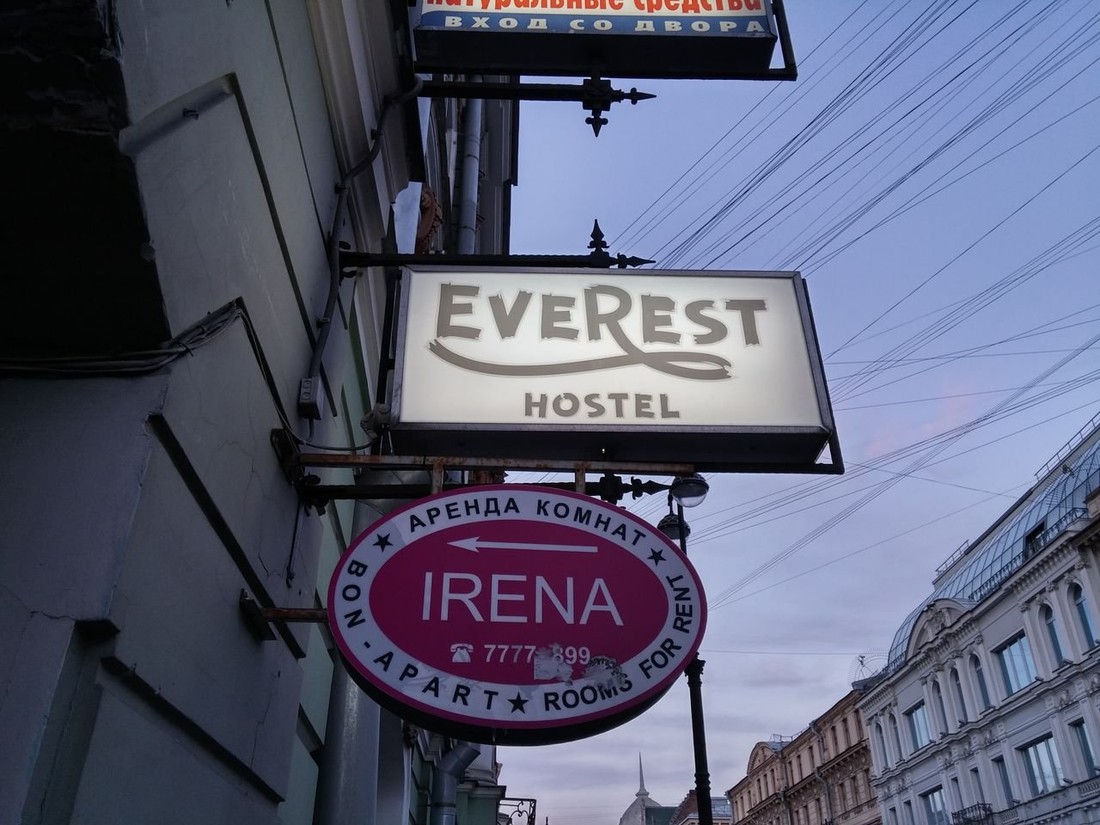 натуральные средства
ВХОД СО ДВОРА
EVEREST
HOSTEL
АРЕНДА КОМНАТ
IRENA
BON-APART
ROOMS FOR RENT